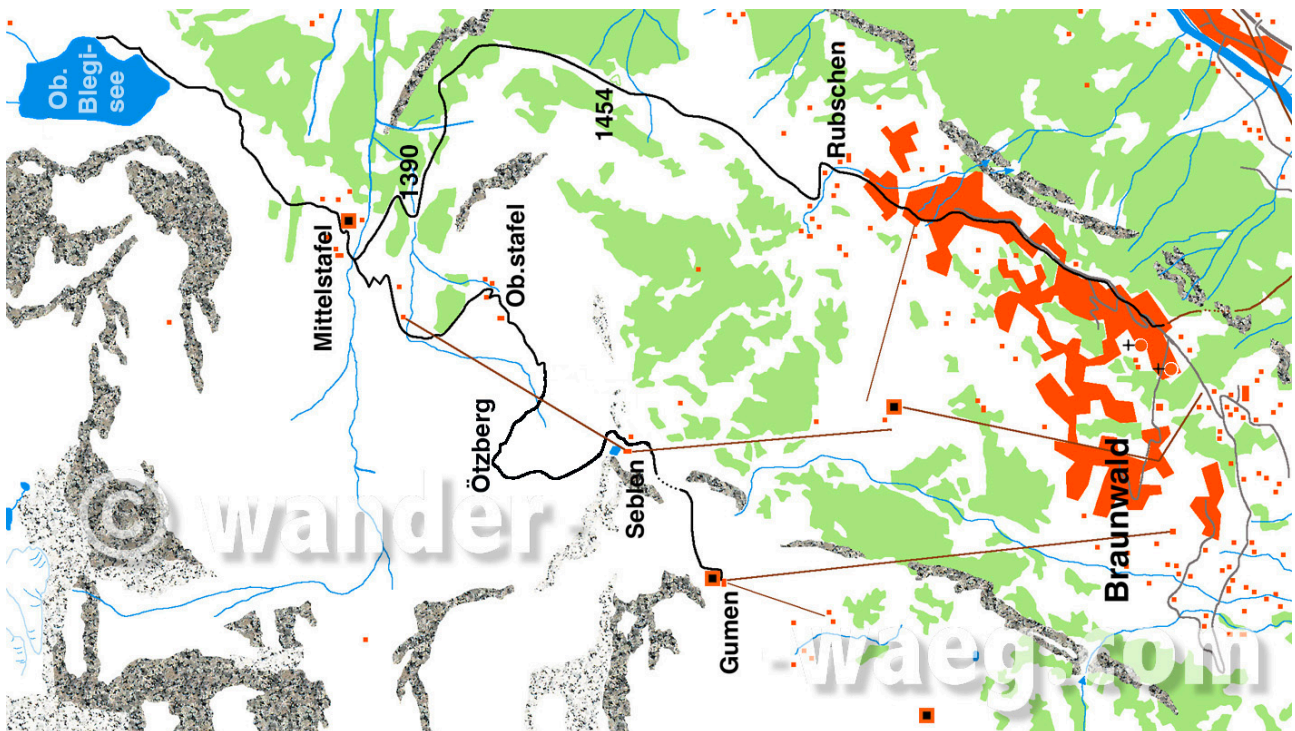 Ob.
Blegi-
see
Mittelstafel
1390
1454
Rubschen
Ob.stafel
Ötzberg
Seblen
Gumen
Braunwald
© wander
-waeg.com